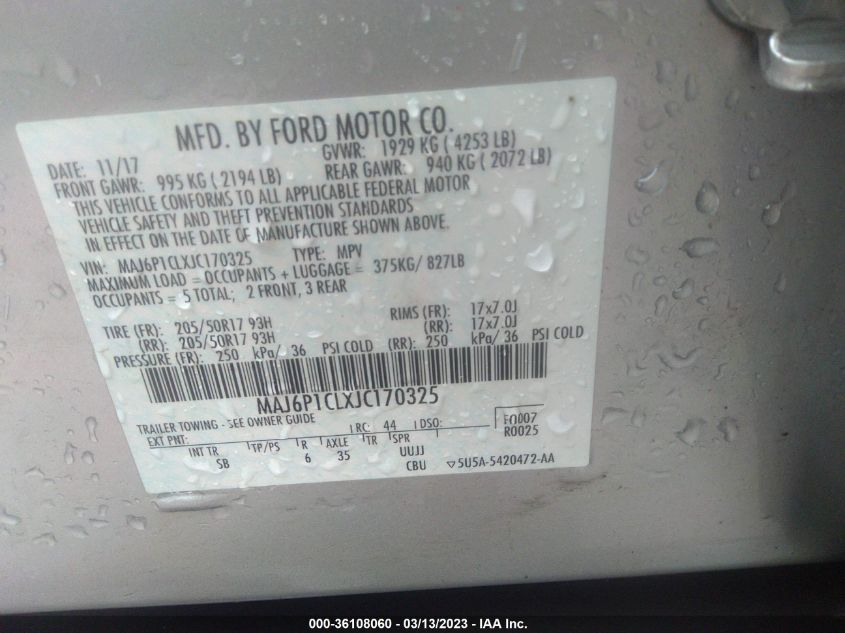 MFD. BY FORD MOTOR CO.
DATE: 11/17 GVWR: 1929 KG ( 4253 LB)
FRONT GAWR: 995 KG ( 2194 LB) REAR GAWR: 940 KG ( 2072 LB)
THIS VEHICLE CONFORMS TO ALL APPLICABLE FEDERAL MOTOR
VEHICLE SAFETY AND THEFT PREVENTION STANDARDS
IN EFFECT ON THE DATE OF MANUFACTURE SHOWN ABOVE.
VIN: MAJ6P1CLXJC170325 TYPE: MPV
MAXIMUM LOAD = OCCUPANTS + LUGGAGE = 375KG/ 827LB
OCCUPANTS = 5 TOTAL; 2 FRONT, 3 REAR
TIRE (FR): 205/50R17 93H RIMS (FR): 17x7.0J
(RR): 205/50R17 93H (RR): 17x7.0J
PRESSURE (FR): 250 kPa/ 36 PSI COLD (RR): 250 kPa/ 36 PSI COLD
MAJ6P1CLXJC170325
TRAILER TOWING - SEE OWNER GUIDE
EXT PNT: RC: 44 DSO: F0007
R0025
INT TR TP/PS R AXLE TR SPR
SB 6 35 UUJJ
CBU ▽5U5A-5420472-AA
000-36108060 - 03/13/2023 - IAA Inc.